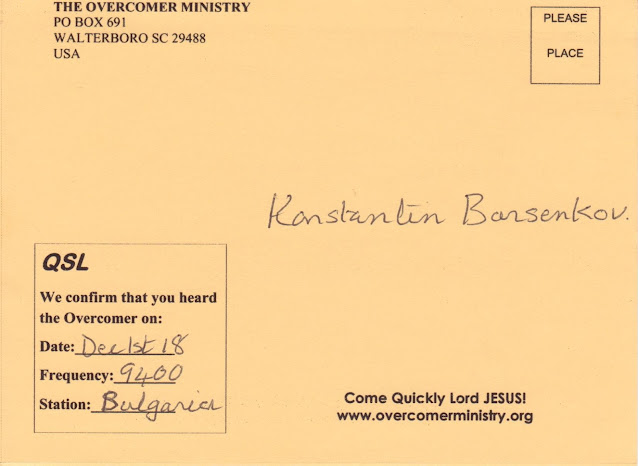 THE OVERCOMER MINISTRY
PO BOX 691
WALTERBORO SC 29488
USA
PLEASE
PLACE
Konstantin Barsenkov.
QSL
We confirm that you heard
the Overcomer on:
Date: Dec 1st 18
Frequency: 9400
Station: Bulgaria
Come Quickly Lord JESUS!
www.overcomerministry.org